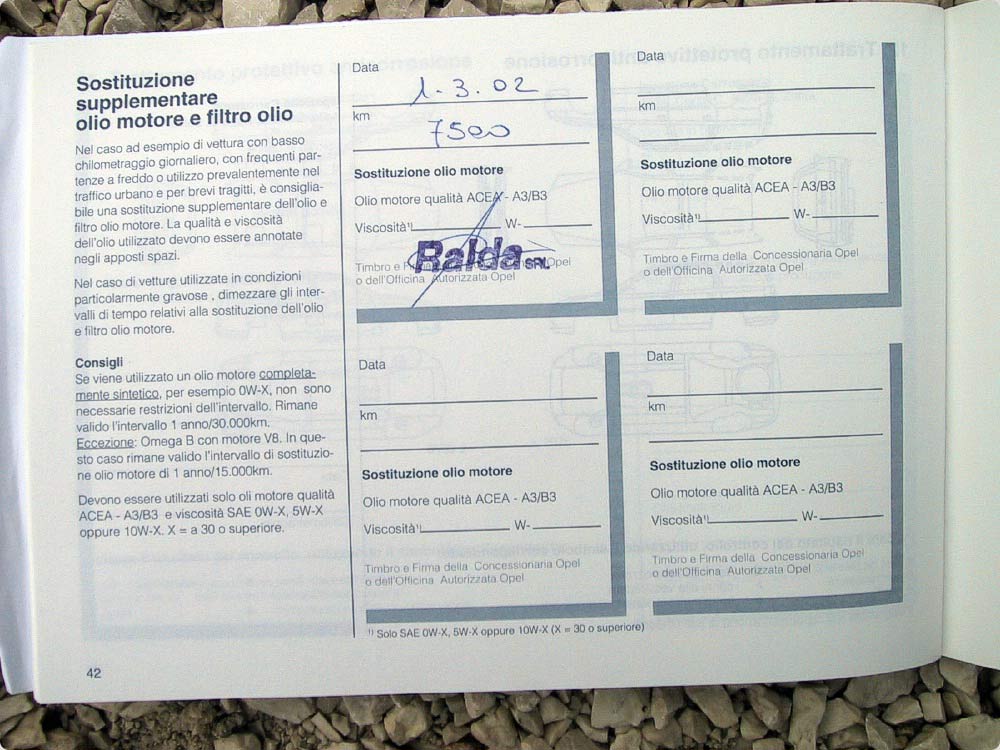 Sostituzione
supplementare
olio motore e filtro olio
Nel caso ad esempio di vettura con basso
chilometraggio giornaliero, con frequenti par-
tenze a freddo o utilizzo prevalentemente nel
traffico urbano e per brevi tragitti, è consiglia-
bile una sostituzione supplementare dell'olio e
filtro olio motore. La qualità e viscosità
dell'olio utilizzato devono essere annotate
negli appositi spazi.
Nel caso di vetture utilizzate in condizioni
particolarmente gravose , dimezzare gli inter-
valli di tempo relativi alla sostituzione dell'olio
e filtro olio motore.
Consigli
Se viene utilizzato un olio motore completa-
mente sintetico, per esempio 0W-X, non sono
necessarie restrizioni dell'intervallo. Rimane
valido l'intervallo 1 anno/30.000km.
Eccezione: Omega B con motore V8. In que-
sto caso rimane valido l'intervallo di sostituzio-
ne olio motore di 1 anno/15.000km.
Devono essere utilizzati solo oli motore qualità
ACEA - A3/B3 e viscosità SAE 0W-X, 5W-X
oppure 10W-X. X = a 30 o superiore.
42
Data
1.3.02
km
7500
Sostituzione olio motore
Olio motore qualità ACEA - A3/B3
Viscosità¹⁾ W-
Ralda SRL
Timbro e Firma della Concessionaria Opel
o dell'Officina Autorizzata Opel
Data
km
Sostituzione olio motore
Olio motore qualità ACEA - A3/B3
Viscosità¹⁾ W-
Timbro e Firma della Concessionaria Opel
o dell'Officina Autorizzata Opel
Data
km
Sostituzione olio motore
Olio motore qualità ACEA - A3/B3
Viscosità¹⁾ W-
Timbro e Firma della Concessionaria Opel
o dell'Officina Autorizzata Opel
Data
km
Sostituzione olio motore
Olio motore qualità ACEA - A3/B3
Viscosità¹⁾ W-
Timbro e Firma della Concessionaria Opel
o dell'Officina Autorizzata Opel
¹⁾ Solo SAE 0W-X, 5W-X oppure 10W-X (X = 30 o superiore)